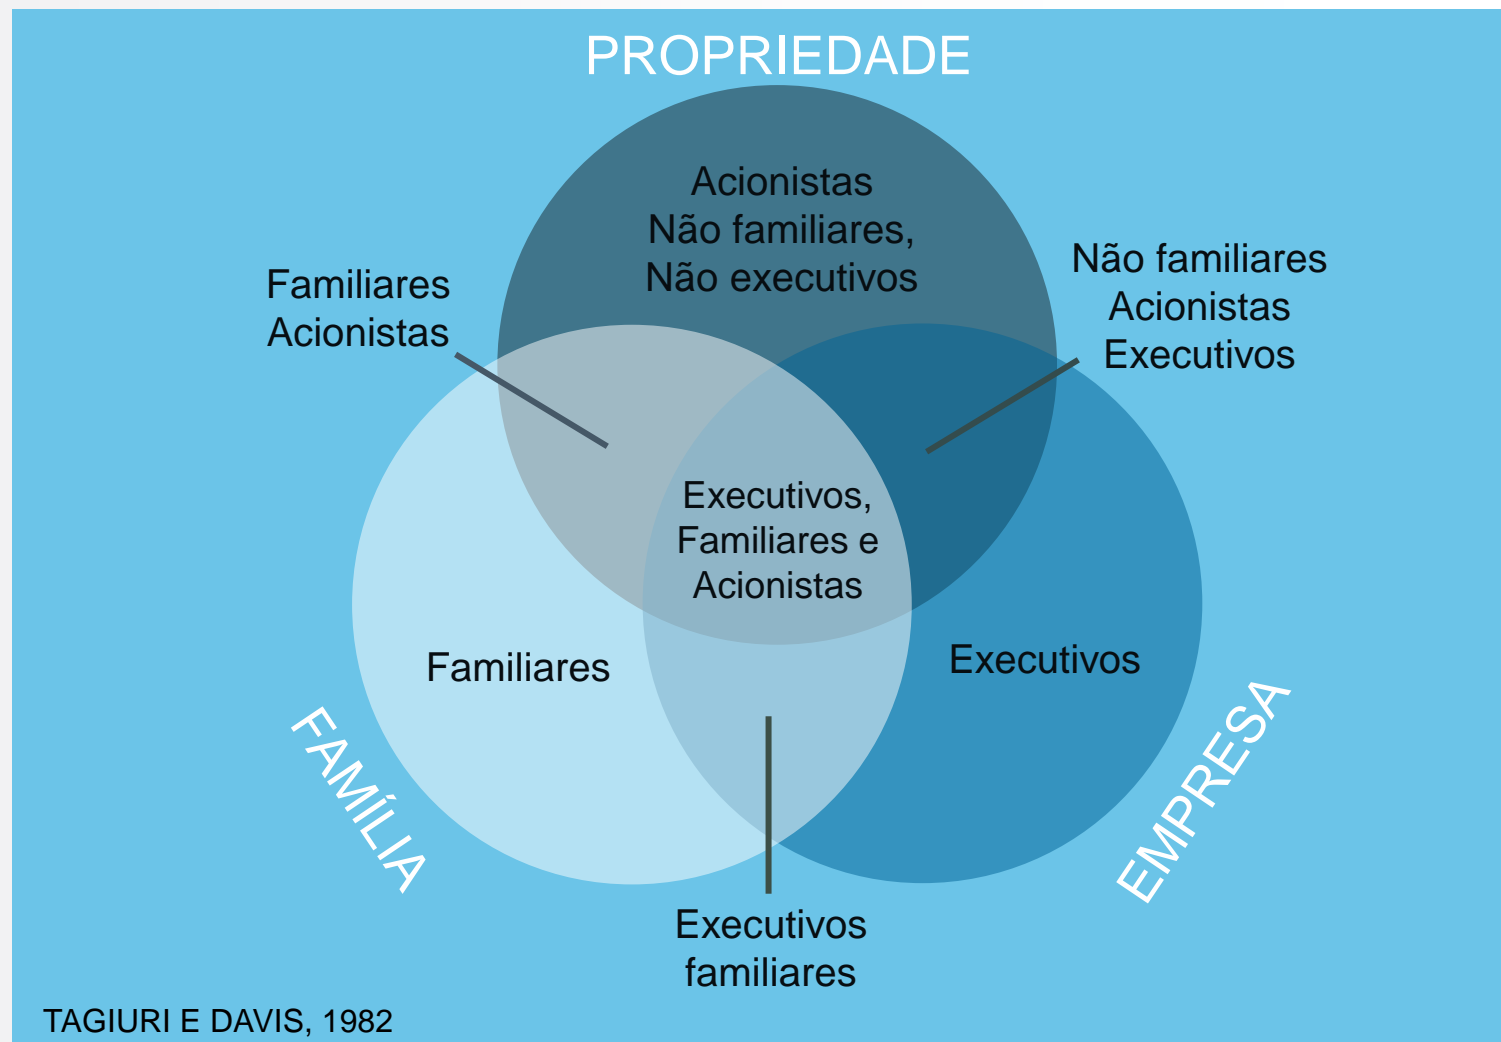 PROPRIEDADE
Acionistas
Não familiares,
Não executivos
Familiares
Acionistas
Não familiares
Acionistas
Executivos
Executivos,
Familiares e
Acionistas
Familiares
Executivos
FAMÍLIA
EMPRESA
Executivos
familiares
TAGIURI E DAVIS, 1982